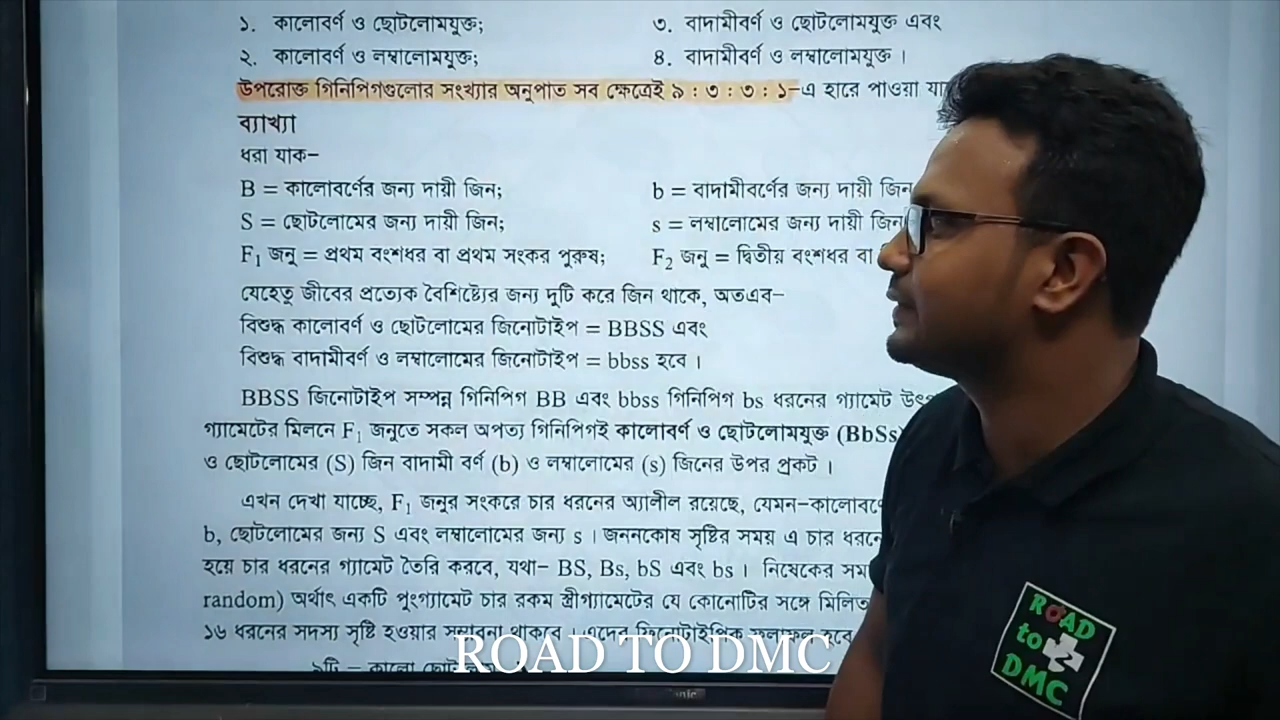 ১. কালোবর্ণ ও ছোটলোমযুক্ত; ৩. বাদামীবর্ণ ও ছোটলোমযুক্ত এবং
২. কালোবর্ণ ও লম্বালোমযুক্ত; ৪. বাদামীবর্ণ ও লম্বালোমযুক্ত ।
উপরোক্ত গিনিপিগগুলোর সংখ্যার অনুপাত সব ক্ষেত্রেই ৯ : ৩ : ৩ : ১-এ হারে পাওয়া
ব্যাখ্যা
ধরা যাক–
B = কালোবর্ণের জন্য দায়ী জিন; b = বাদামীবর্ণের জন্য দায়ী জিন
S = ছোটলোমের জন্য দায়ী জিন; s = লম্বালোমের জন্য দায়ী জিন
F₁ জনু = প্রথম বংশধর বা প্রথম সংকর পুরুষ; F₂ জনু = দ্বিতীয় বংশধর বা
যেহেতু জীবের প্রত্যেক বৈশিষ্ট্যের জন্য দুটি করে জিন থাকে, অতএব–
বিশুদ্ধ কালোবর্ণ ও ছোটলোমের জিনোটাইপ = BBSS এবং
বিশুদ্ধ বাদামীবর্ণ ও লম্বালোমের জিনোটাইপ = bbss হবে ।
BBSS জিনোটাইপ সম্পন্ন গিনিপিগ BB এবং bbss গিনিপিগ bs ধরনের গ্যামেট
গ্যামেটের মিলনে F₁ জনুতে সকল অপত্য গিনিপিগই কালোবর্ণ ও ছোটলোমযুক্ত (BbSs)
ও ছোটলোমের (S) জিন বাদামী বর্ণ (b) ও লম্বালোমের (s) জিনের উপর প্রকট ।
এখন দেখা যাচ্ছে, F₁ জনুর সংকরে চার ধরনের অ্যালীল রয়েছে, যেমন–
b, ছোটলোমের জন্য S এবং লম্বালোমের জন্য s । জননকোষ সৃষ্টির সময় এ চার
হয়ে চার ধরনের গ্যামেট তৈরি করবে, যথা– BS, Bs, bS এবং bs । নিষেকের
random) অর্থাৎ একটি পুংগ্যামেট চার রকম স্ত্রীগ্যামেটের যে কোনোটির সঙ্গে
১৬ ধরনের সদস্য সৃষ্টি হওয়ার সম্ভাবনা থাকবে । এদের ফিনোটাইপিক ফলাফল হবে
৯টি – কালো
ROAD TO DMC
ROAD
to
DMC